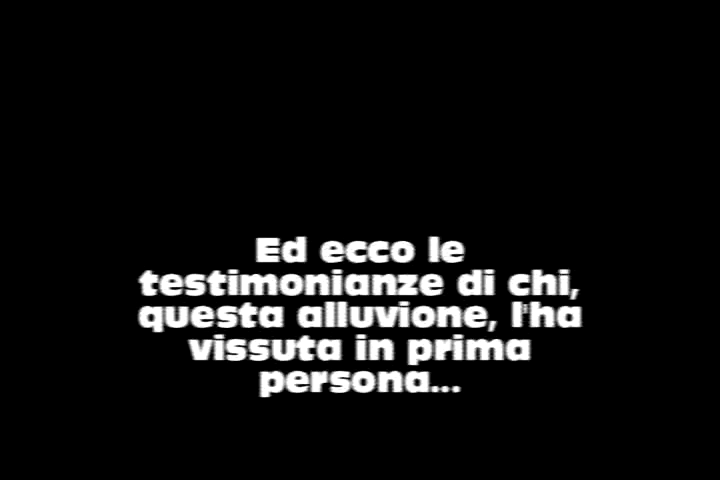 Ed ecco le
testimonianze di chi,
questa alluvione, l'ha
vissuta in prima
persona...